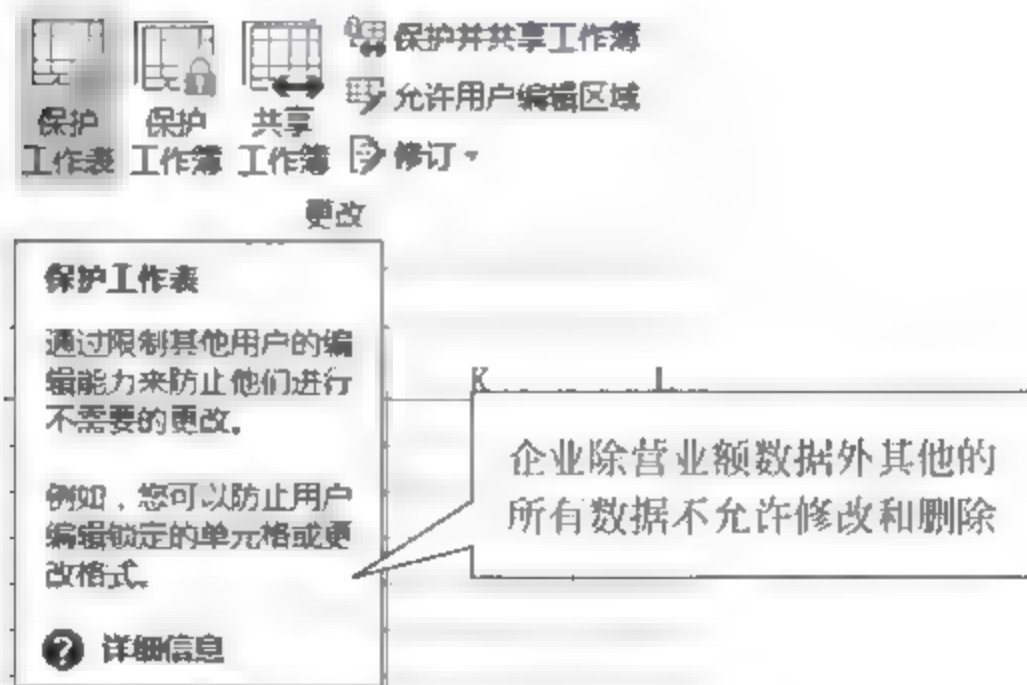 保护并共享工作簿
允许用户编辑区域
保护
工作表
保护
工作簿
共享
工作簿
修订
更改
保护工作表
通过限制其他用户的编
辑能力来防止他们进行
不需要的更改。
例如，您可以防止用户
编辑锁定的单元格或更
改格式。
详细信息
K
L
企业除营业额数据外其他的
所有数据不允许修改和删除